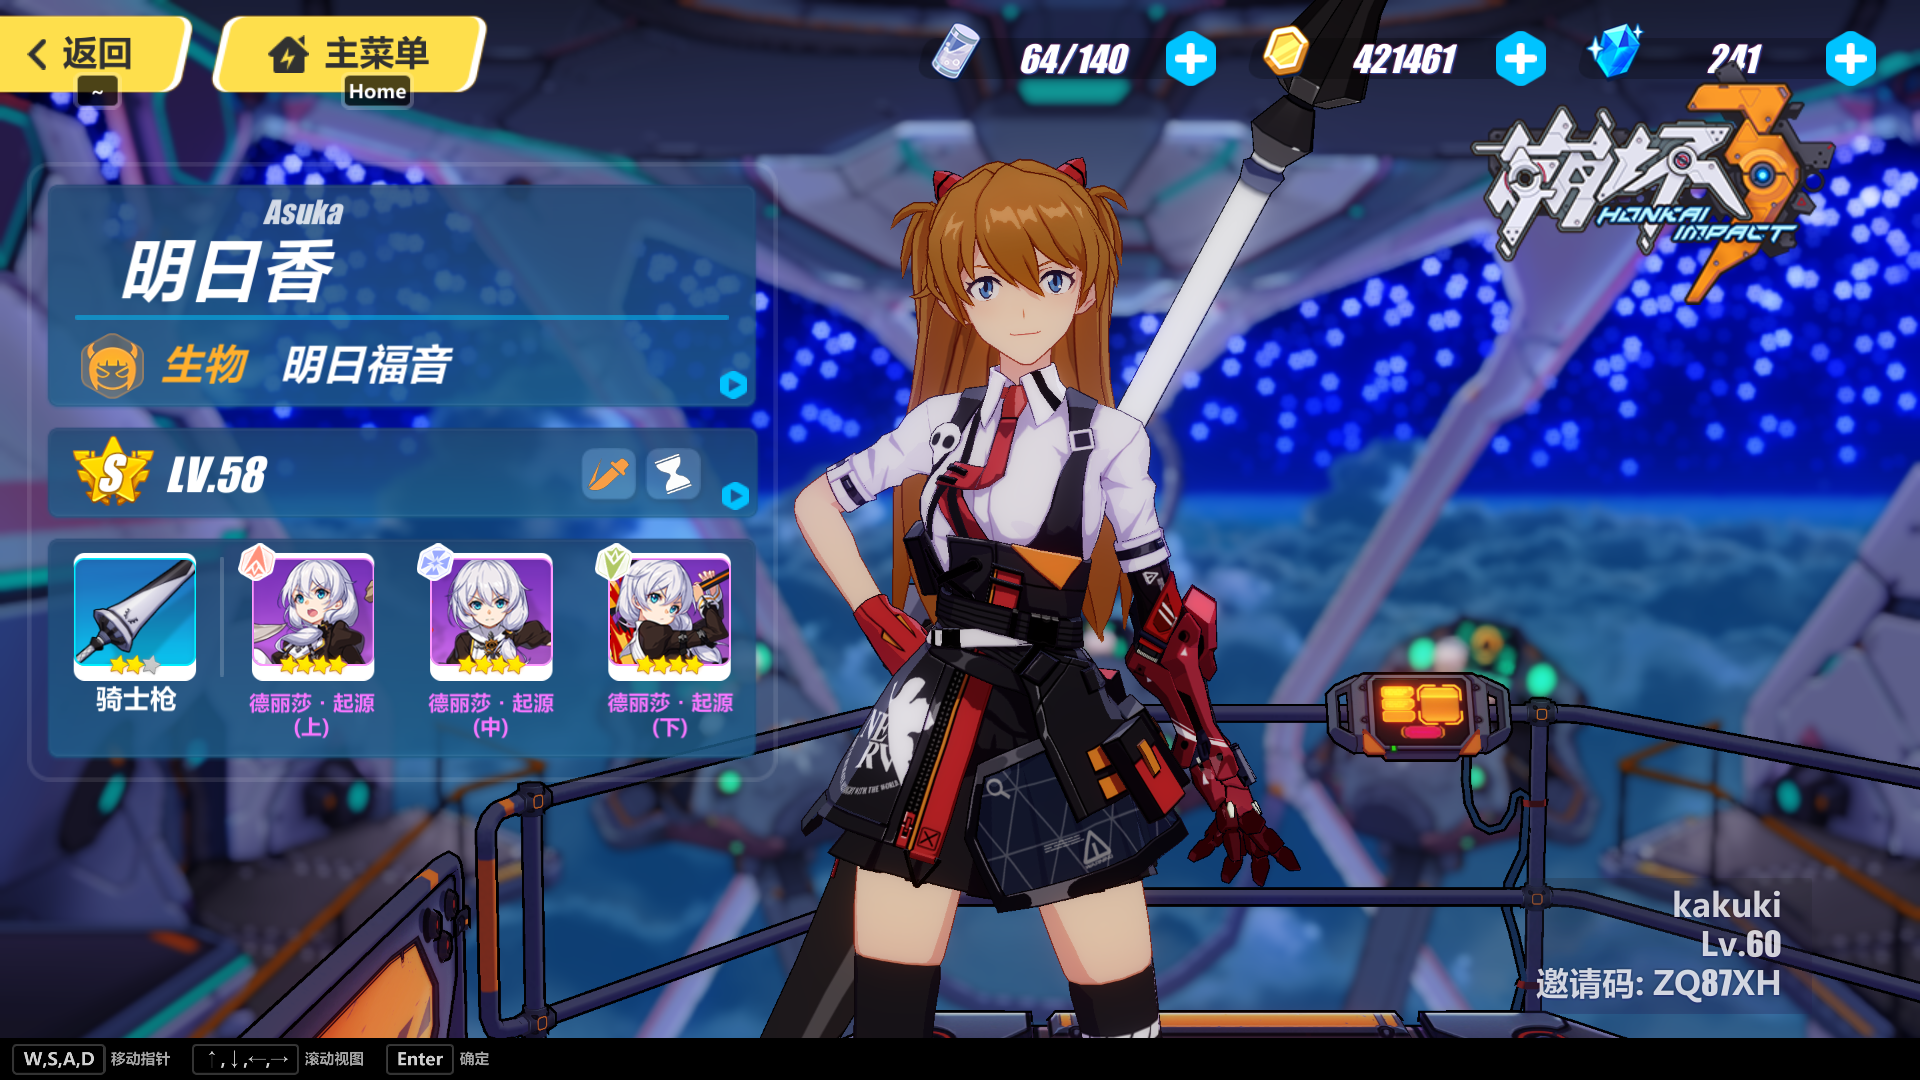 返回
~
主菜单
Home
64/140
421461
241
崩坏3
HONKAI
IMPACT
Asuka
明日香
生物 明日福音
S LV.58
骑士枪
德丽莎·起源
(上)
德丽莎·起源
(中)
德丽莎·起源
(下)
NERV
kakuki
Lv.60
邀请码: ZQ87XH
W,S,A,D 移动指针 ↑,↓,←,→ 滚动视图 Enter 确定